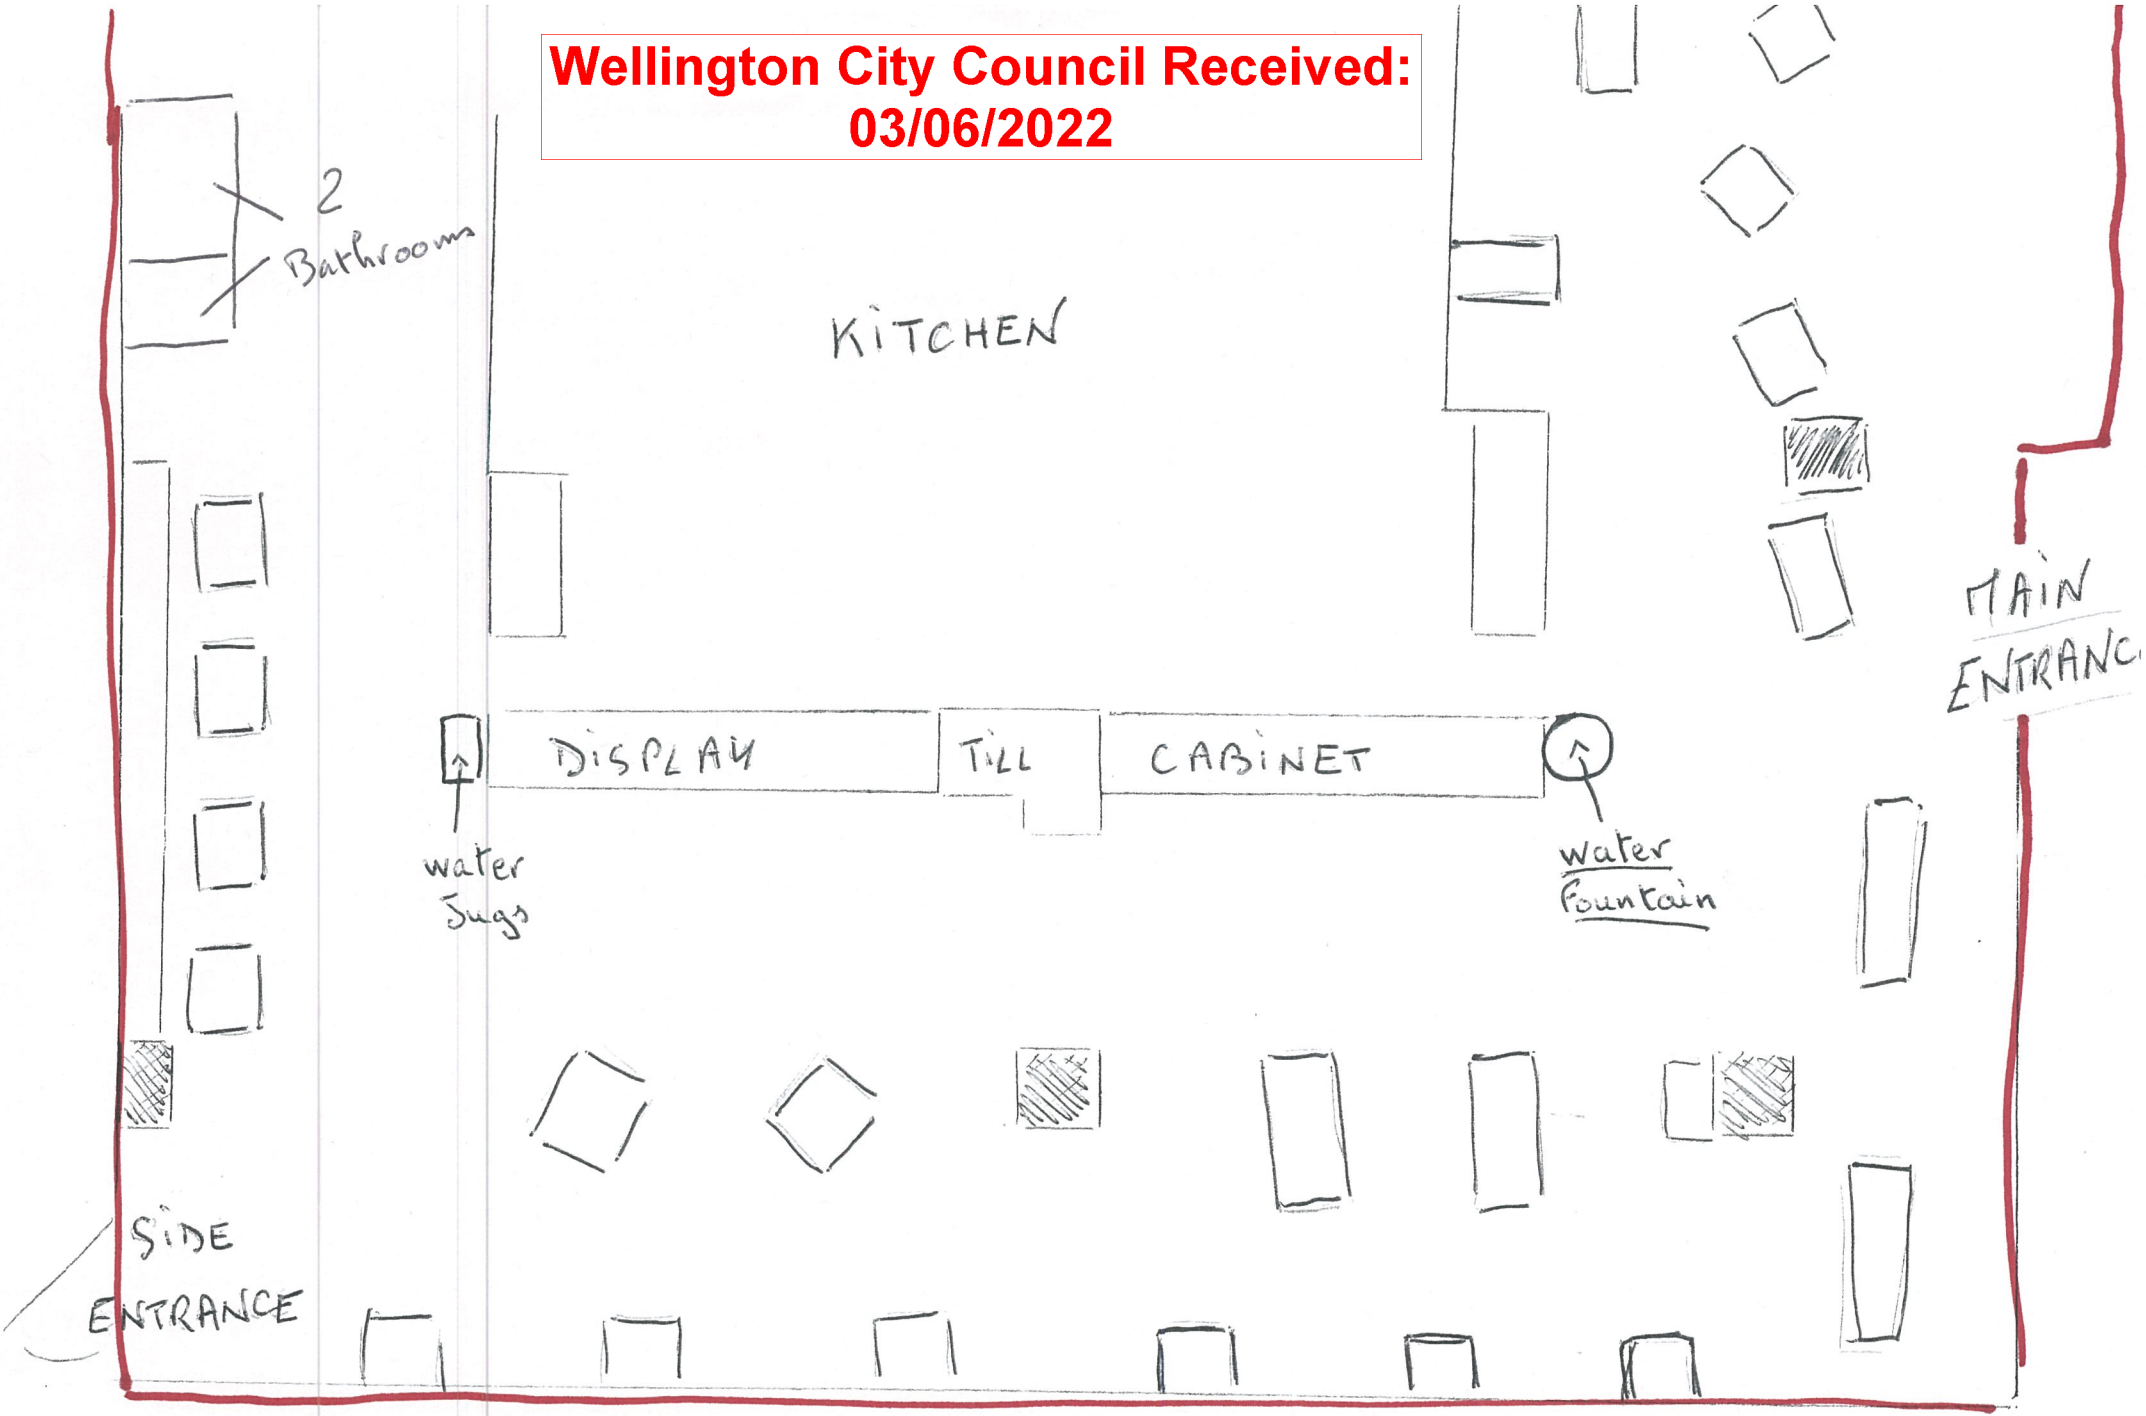 Wellington City Council Received:
03/06/2022
2
Bathrooms
KiTCHEN
MAIN
ENTRANC
DiSPLAY
TiLL
CABiNET
water
Jugs
water
Fountain
SiDE
ENTRANCE